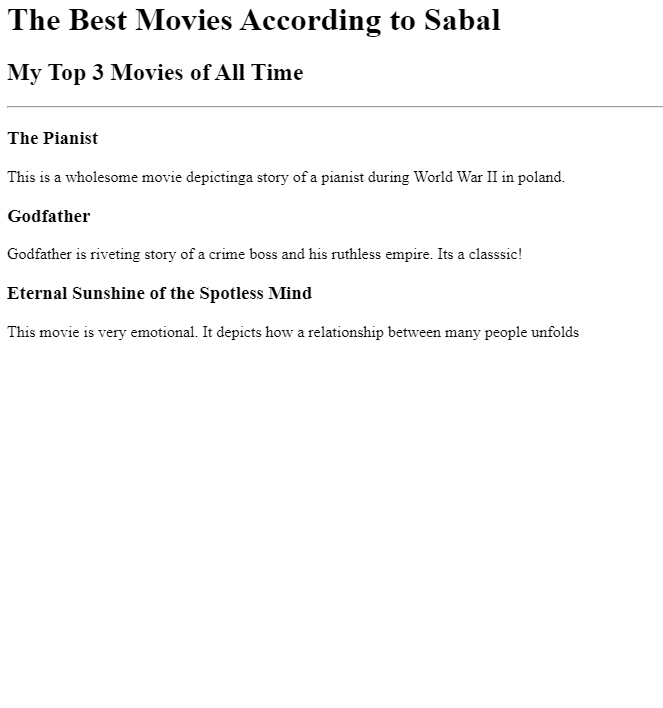 The Best Movies According to Sabal
My Top 3 Movies of All Time
The Pianist
This is a wholesome movie depictinga story of a pianist during World War II in poland.
Godfather
Godfather is riveting story of a crime boss and his ruthless empire. Its a classsic!
Eternal Sunshine of the Spotless Mind
This movie is very emotional. It depicts how a relationship between many people unfolds